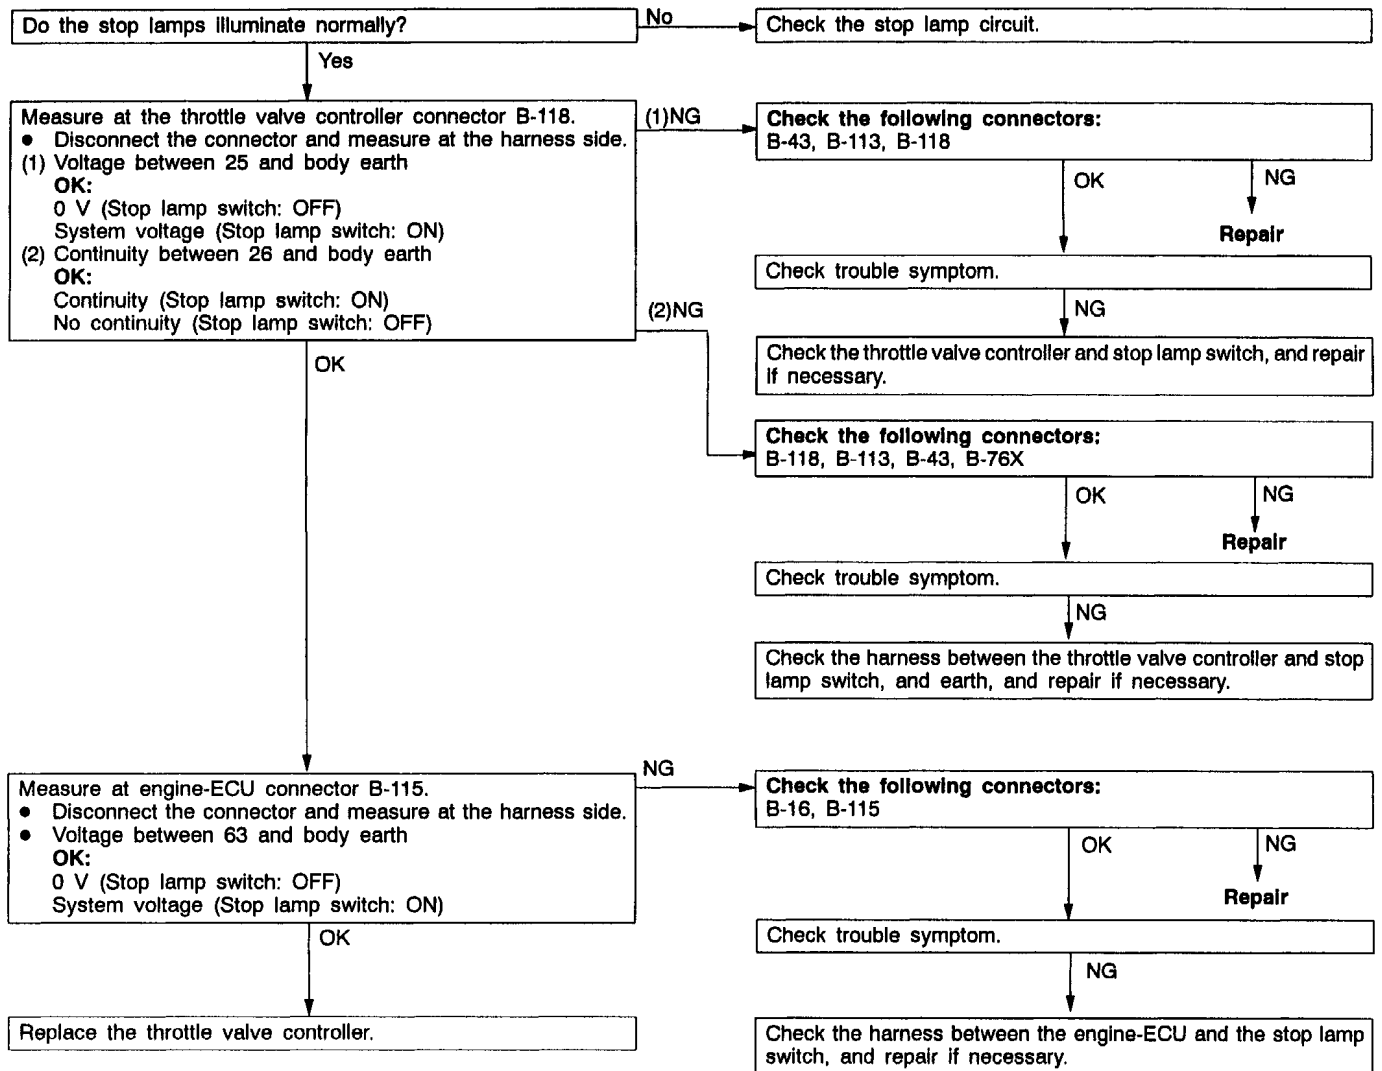 Do the stop lamps illuminate normally?
No
Check the stop lamp circuit.
Yes
Measure at the throttle valve controller connector B-118.
● Disconnect the connector and measure at the harness side.
(1) Voltage between 25 and body earth
OK:
0 V (Stop lamp switch: OFF)
System voltage (Stop lamp switch: ON)
(2) Continuity between 26 and body earth
OK:
Continuity (Stop lamp switch: ON)
No continuity (Stop lamp switch: OFF)
(1)NG
Check the following connectors:
B-43, B-113, B-118
OK
NG
Repair
Check trouble symptom.
NG
Check the throttle valve controller and stop lamp switch, and repair
if necessary.
(2)NG
Check the following connectors:
B-118, B-113, B-43, B-76X
OK
NG
Repair
Check trouble symptom.
NG
Check the harness between the throttle valve controller and stop
lamp switch, and earth, and repair if necessary.
OK
Measure at engine-ECU connector B-115.
● Disconnect the connector and measure at the harness side.
● Voltage between 63 and body earth
OK:
0 V (Stop lamp switch: OFF)
System voltage (Stop lamp switch: ON)
NG
Check the following connectors:
B-16, B-115
OK
NG
Repair
Check trouble symptom.
NG
Check the harness between the engine-ECU and the stop lamp
switch, and repair if necessary.
OK
Replace the throttle valve controller.